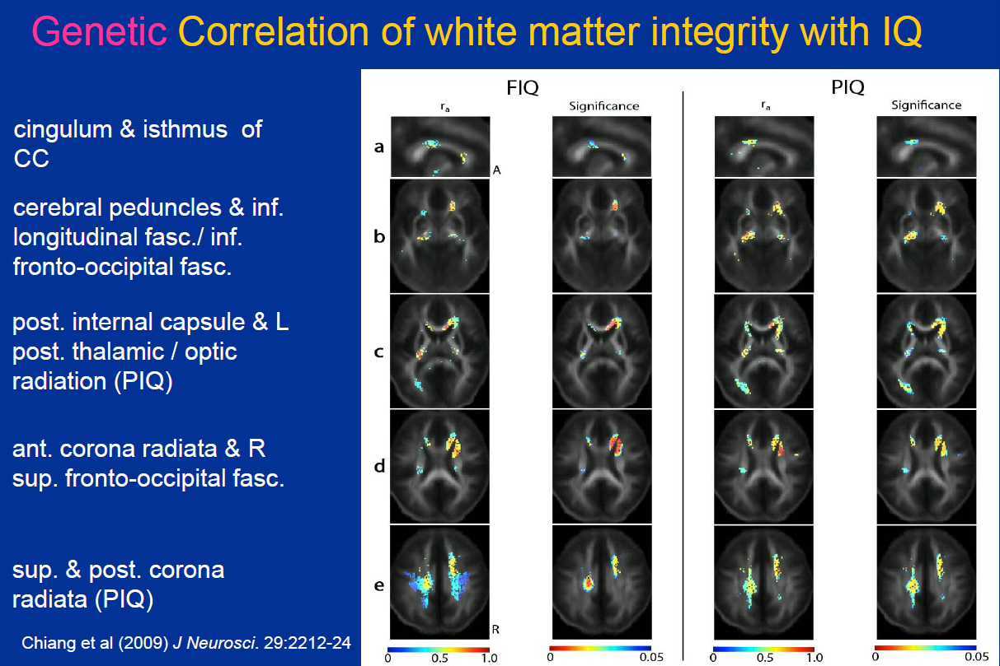 Genetic Correlation of white matter integrity with IQ
cingulum & isthmus of
CC
cerebral peduncles & inf.
longitudinal fasc./ inf.
fronto-occipital fasc.
post. internal capsule & L
post. thalamic / optic
radiation (PIQ)
ant. corona radiata & R
sup. fronto-occipital fasc.
sup. & post. corona
radiata (PIQ)
Chiang et al (2009) J Neurosci. 29:2212-24
FIQ
PIQ
ra
Significance
ra
Significance
a
A
b
c
d
e
R
0 0.5 1.0
0 0.05
0 0.5 1.0
0 0.05